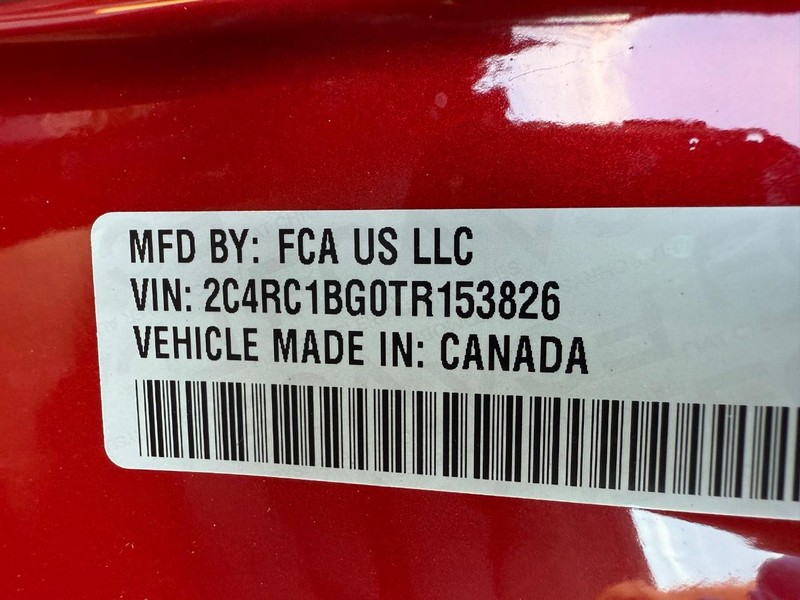 MFD BY: FCA US LLC
VIN: 2C4RC1BG0TR153826
VEHICLE MADE IN: CANADA